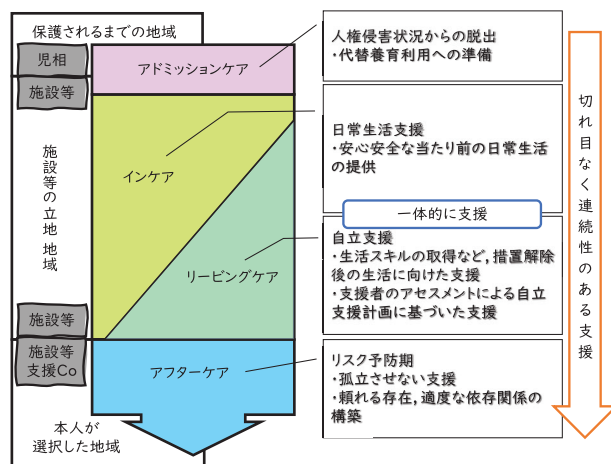 保護されるまでの地域
児相
施設等
施設等の立地地域
施設等
施設等
支援Co
本人が
選択した地域
アドミッションケア
インケア
リービングケア
アフターケア
人権侵害状況からの脱出
・代替養育利用への準備
日常生活支援
・安心安全な当たり前の日常生活
の提供
一体的に支援
自立支援
・生活スキルの取得など，措置解除
後の生活に向けた支援
・支援者のアセスメントによる自立
支援計画に基づいた支援
リスク予防期
・孤立させない支援
・頼れる存在，適度な依存関係の
構築
切れ目なく連続性のある支援